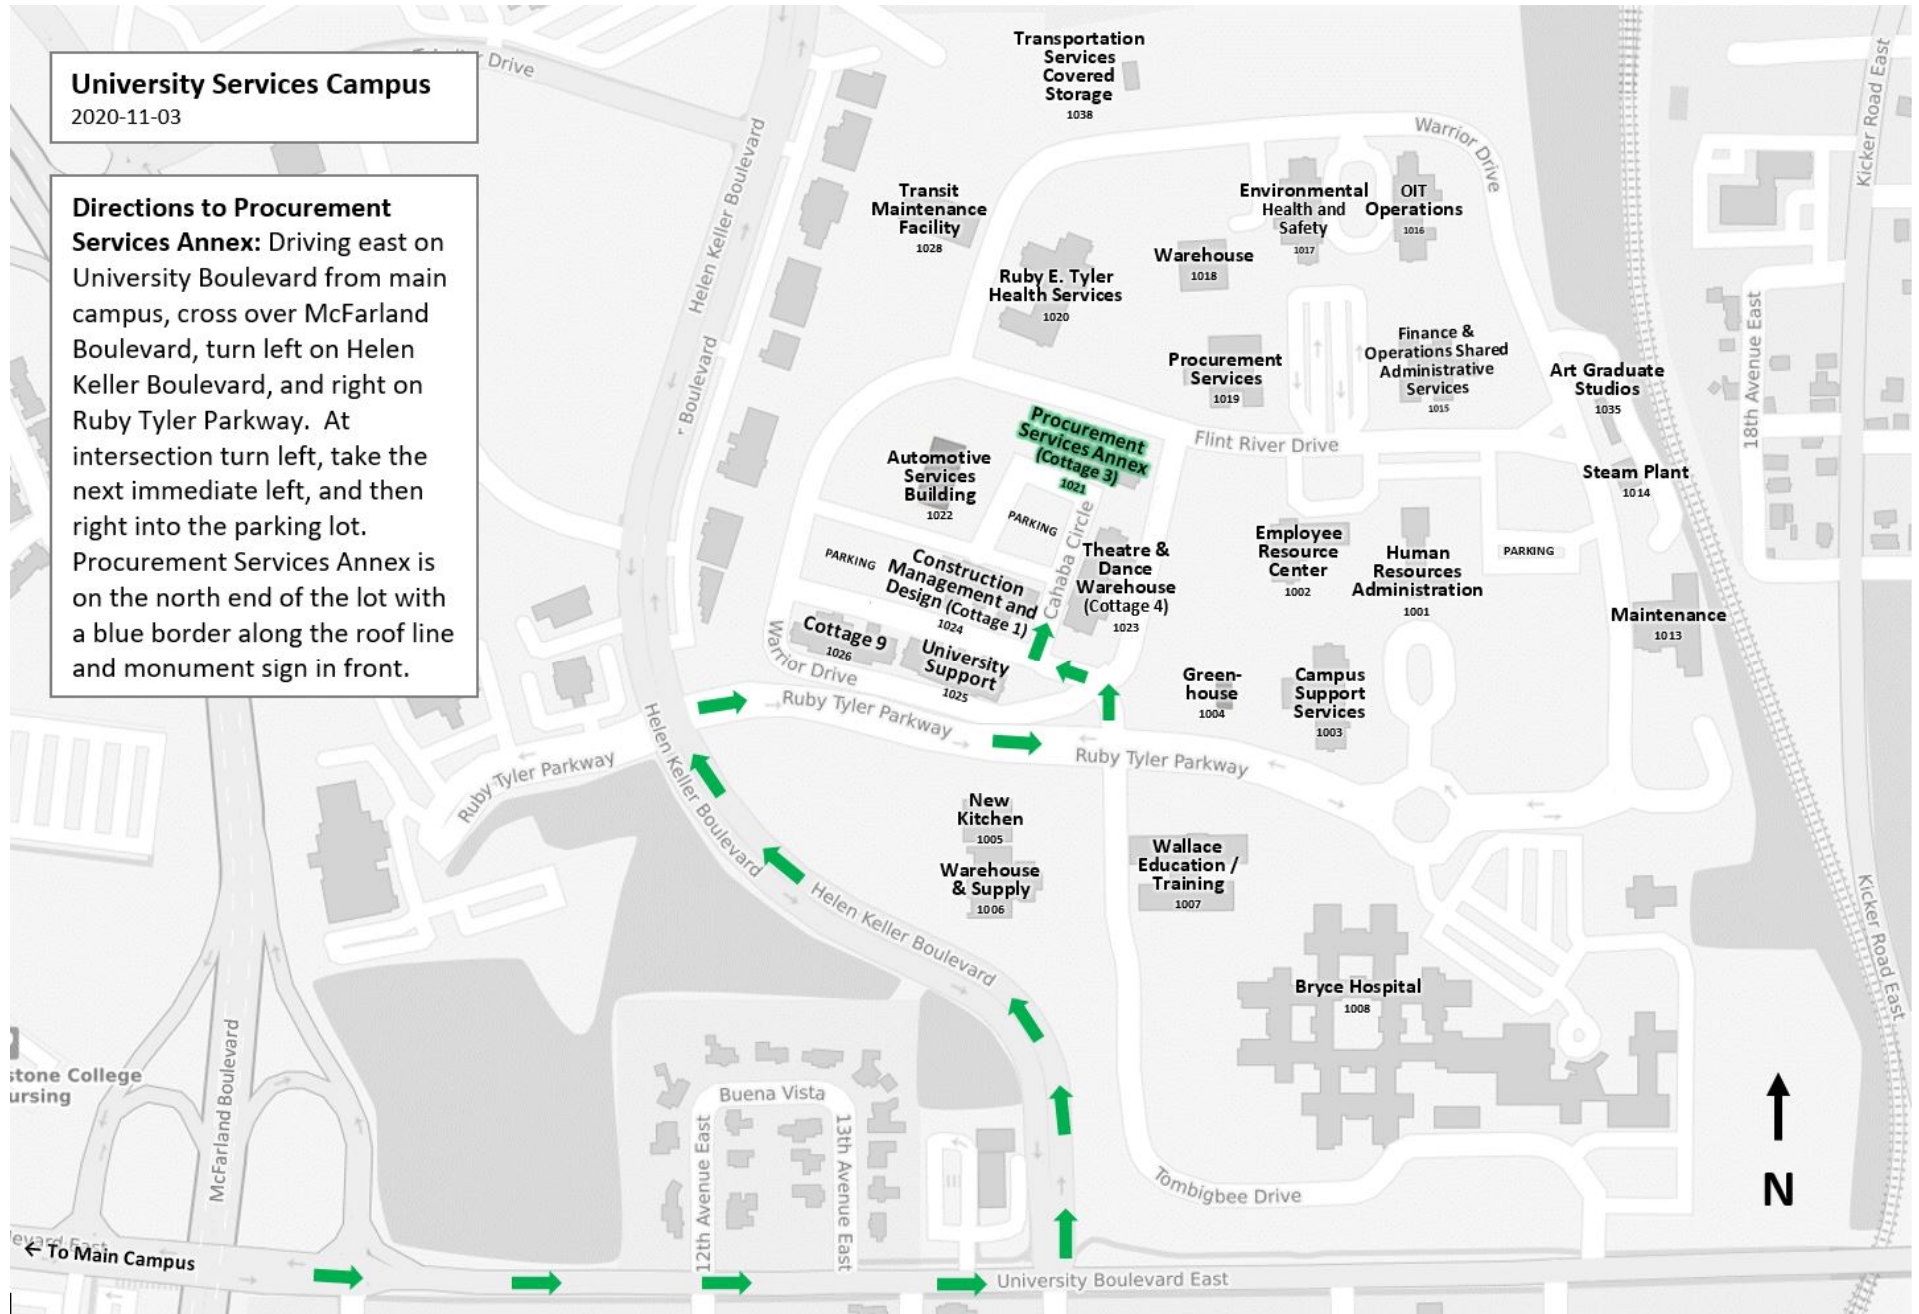 University Services Campus
2020-11-03
Directions to Procurement
Services Annex: Driving east on
University Boulevard from main
campus, cross over McFarland
Boulevard, turn left on Helen
Keller Boulevard, and right on
Ruby Tyler Parkway. At
intersection turn left, take the
next immediate left, and then
right into the parking lot.
Procurement Services Annex is
on the north end of the lot with
a blue border along the roof line
and monument sign in front.
Drive
Transportation
Services
Covered
Storage
1038
Warrior Drive
Kicker Road East
Helen Keller Boulevard
Transit
Maintenance
Facility
1028
Environmental
Health and
Safety
1017
OIT
Operations
1016
Warehouse
1018
Ruby E. Tyler
Health Services
1020
18th Avenue East
Boulevard
Procurement
Services
1019
Finance &
Operations Shared
Administrative
Services
1015
Art Graduate
Studios
1035
Procurement
Services Annex
(Cottage 3)
1021
Flint River Drive
Automotive
Services
Building
1022
Steam Plant
1014
PARKING
Cahaba Circle
Employee
Resource
Center
1002
Human
Resources
Administration
1001
PARKING
PARKING
Construction
Management and
Design (Cottage 1)
1024
Theatre &
Dance
Warehouse
(Cottage 4)
1023
Maintenance
1013
Cottage 9
1026
University
Support
1025
Warrior Drive
Green-
house
1004
Campus
Support
Services
1003
Ruby Tyler Parkway
Ruby Tyler Parkway
Ruby Tyler Parkway
Helen Keller Boulevard
New
Kitchen
1005
Warehouse
& Supply
1006
Wallace
Education /
Training
1007
Helen Keller Boulevard
Kicker Road East
Bryce Hospital
1008
stone College
ursing
McFarland Boulevard
Buena Vista
12th Avenue East
13th Avenue East
Tombigbee Drive
N
← To Main Campus
University Boulevard East